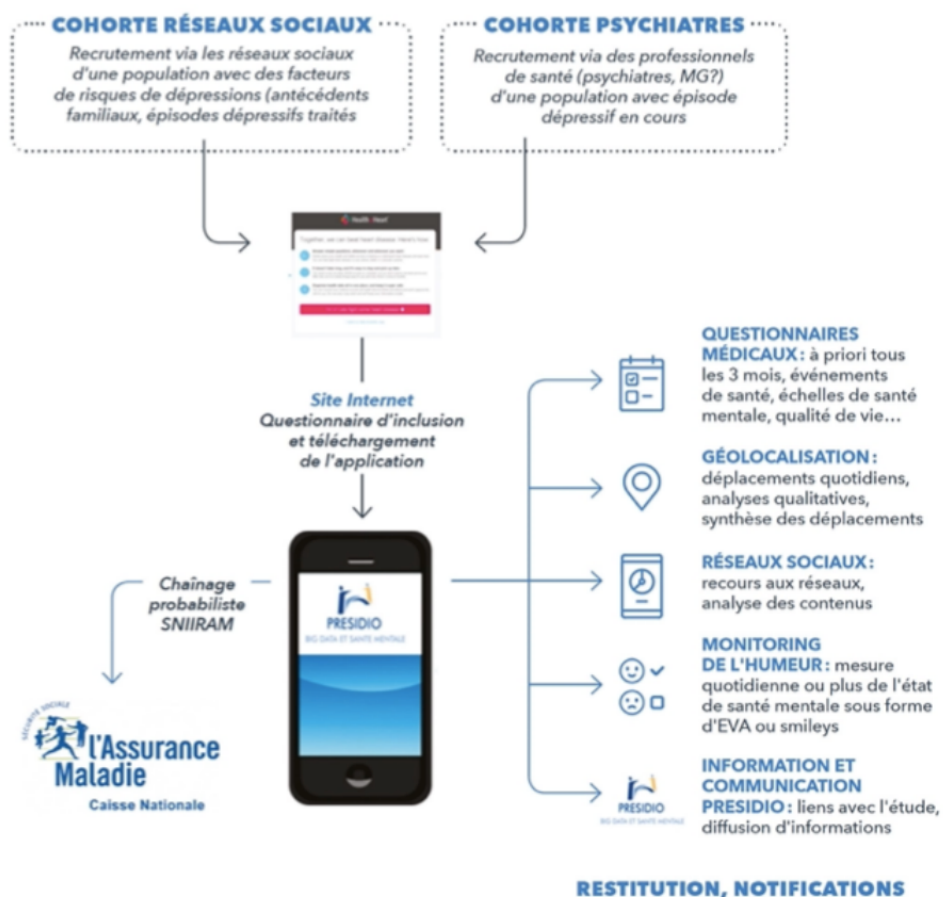 COHORTE RÉSEAUX SOCIAUX
Recrutement via les réseaux sociaux
d'une population avec des facteurs
de risques de dépressions (antécédents
familiaux, épisodes dépressifs traités
COHORTE PSYCHIATRES
Recrutement via des professionnels
de santé (psychiatres, MG?)
d'une population avec épisode
dépressif en cours
Site Internet
Questionnaire d'inclusion
et téléchargement
de l'application
Chaînage
probabiliste
SNIIRAM
SÉCURITÉ SOCIALE
l'Assurance
Maladie
Caisse Nationale
PRESIDIO
BIG DATA ET SANTE MENTALE
QUESTIONNAIRES
MÉDICAUX : à priori tous
les 3 mois, événements
de santé, échelles de santé
mentale, qualité de vie...
GÉOLOCALISATION :
déplacements quotidiens,
analyses qualitatives,
synthèse des déplacements
RÉSEAUX SOCIAUX :
recours aux réseaux,
analyse des contenus
MONITORING
DE L'HUMEUR : mesure
quotidienne ou plus de l'état
de santé mentale sous forme
d'EVA ou smileys
PRESIDIO
BIG DATA ET SANTE MENTALE
INFORMATION ET
COMMUNICATION
PRESIDIO : liens avec l'étude,
diffusion d'informations
RESTITUTION, NOTIFICATIONS